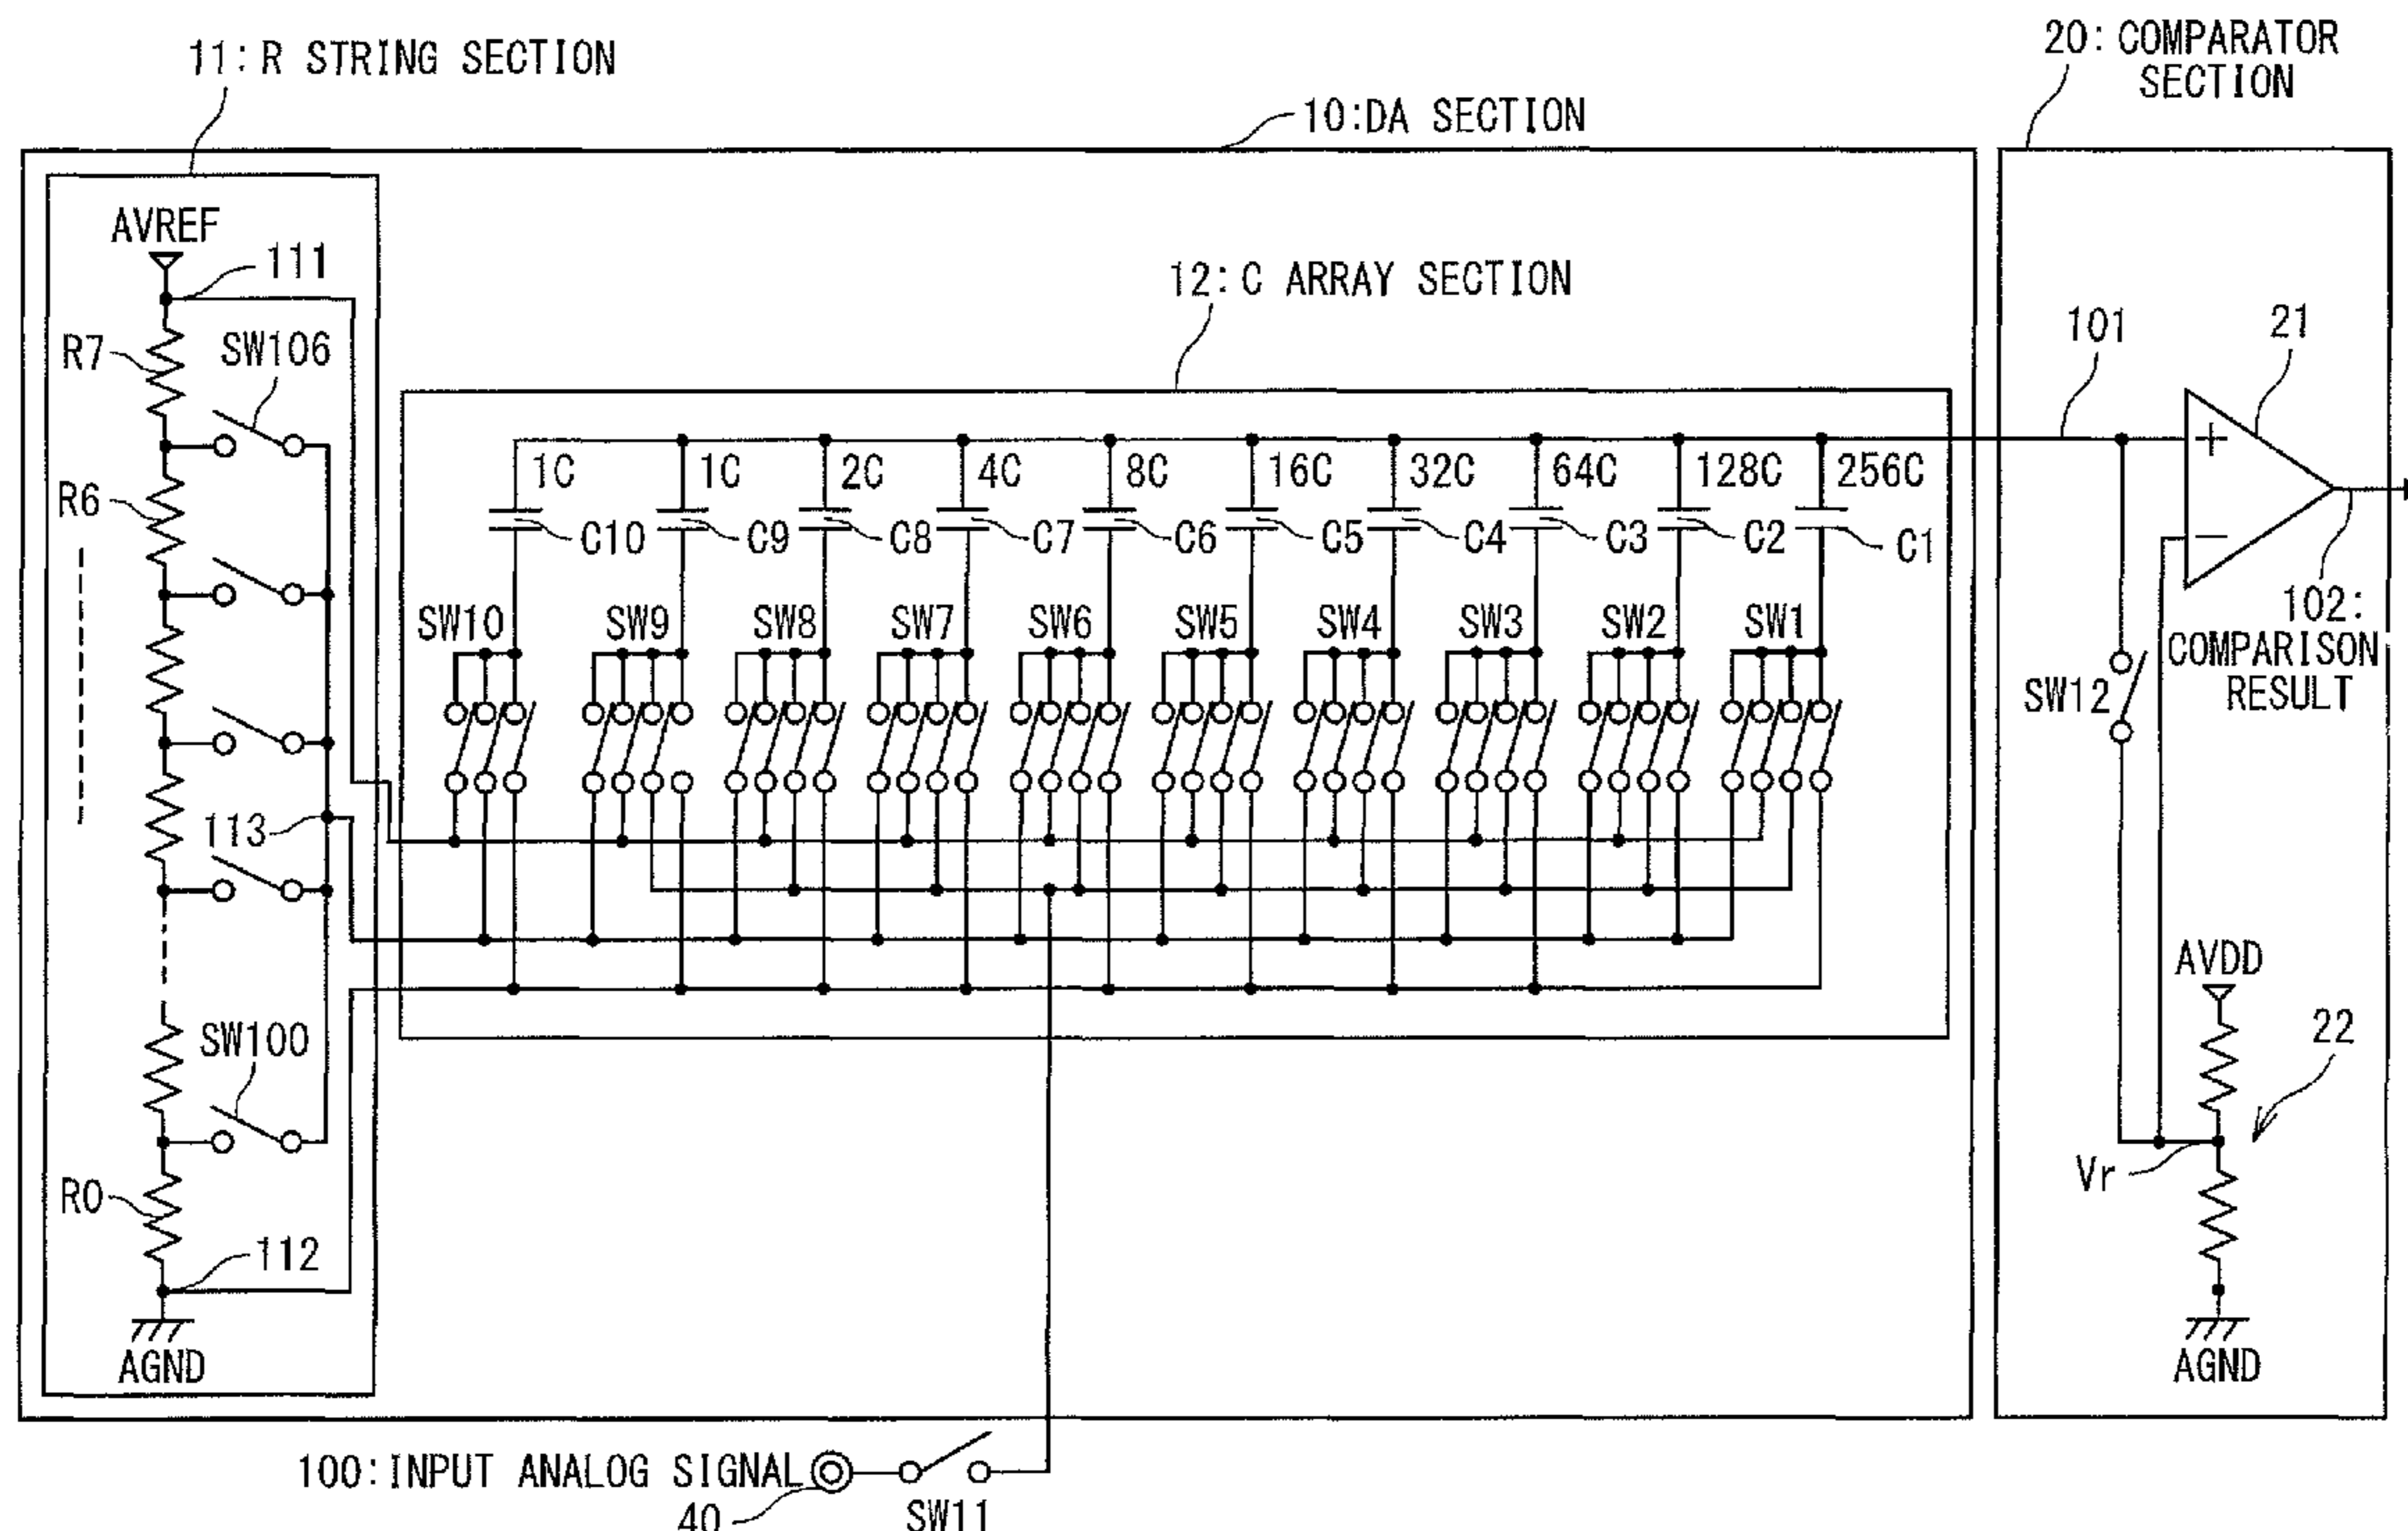 11: R STRING SECTION
20: COMPARATOR
SECTION
10:DA SECTION
AVREF
111
12: C ARRAY SECTION
R7
SW106
101
21
+
1C
1C
2C
4C
8C
16C
32C
64C
128C
256C
R6
C10
C9
C8
C7
C6
C5
C4
C3
C2
C1
−
102:
COMPARISON
RESULT
SW10
SW9
SW8
SW7
SW6
SW5
SW4
SW3
SW2
SW1
SW12
113
AVDD
SW100
22
Vr
R0
112
AGND
AGND
100:INPUT ANALOG SIGNAL
40
SW11